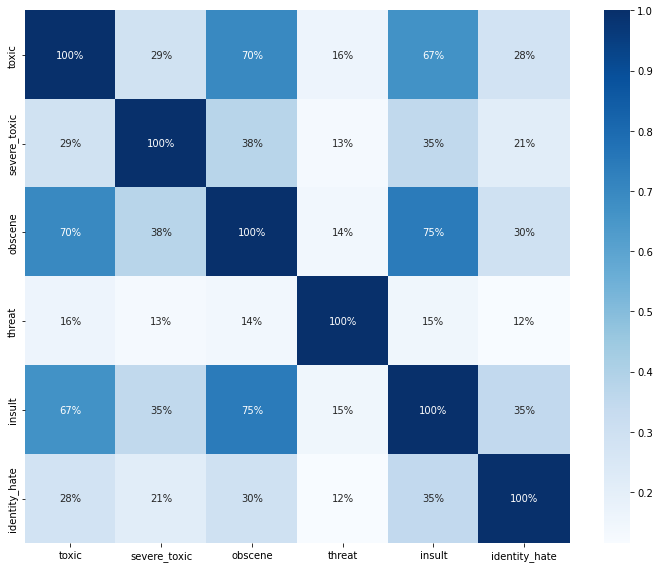 toxic 100% 29% 70% 16% 67% 28%
severe_toxic 29% 100% 38% 13% 35% 21%
obscene 70% 38% 100% 14% 75% 30%
threat 16% 13% 14% 100% 15% 12%
insult 67% 35% 75% 15% 100% 35%
identity_hate 28% 21% 30% 12% 35% 100%
toxic severe_toxic obscene threat insult identity_hate
1.0
0.9
0.8
0.7
0.6
0.5
0.4
0.3
0.2